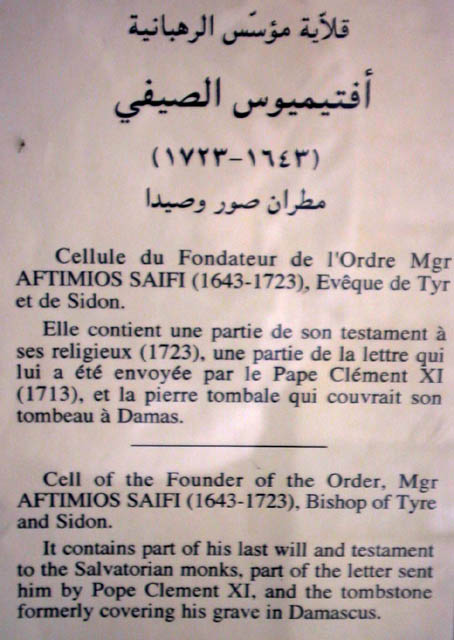 قلاّية مؤسّس الرهبانية
أفتيميوس الصيفي
(١٦٤٣-١٧٢٣)
مطران صور وصيدا
Cellule du Fondateur de l'Ordre Mgr
AFTIMIOS SAIFI (1643-1723), Evêque de Tyr
et de Sidon.
Elle contient une partie de son testament à
ses religieux (1723), une partie de la lettre qui
lui a été envoyée par le Pape Clément XI
(1713), et la pierre tombale qui couvrait son
tombeau à Damas.
Cell of the Founder of the Order, Mgr
AFTIMIOS SAIFI (1643-1723), Bishop of Tyre
and Sidon.
It contains part of his last will and testament
to the Salvatorian monks, part of the letter sent
him by Pope Clement XI, and the tombstone
formerly covering his grave in Damascus.